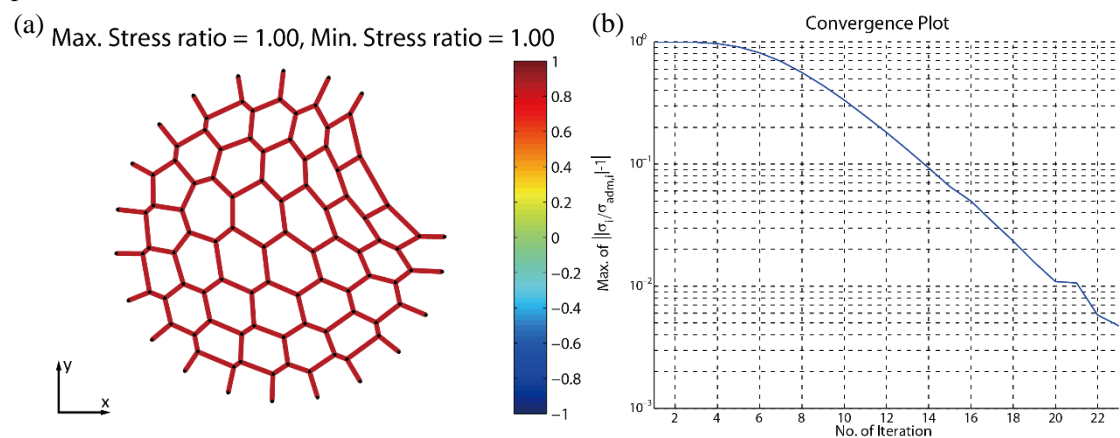 (a)
Max. Stress ratio = 1.00, Min. Stress ratio = 1.00
1
0.8
0.6
0.4
0.2
0
−0.2
−0.4
−0.6
−0.8
−1
y
x
(b)
Convergence Plot
Max. of ||σi/σadm,i|-1|
10^0
10^-1
10^-2
10^-3
2 4 6 8 10 12 14 16 18 20 22
No. of Iteration